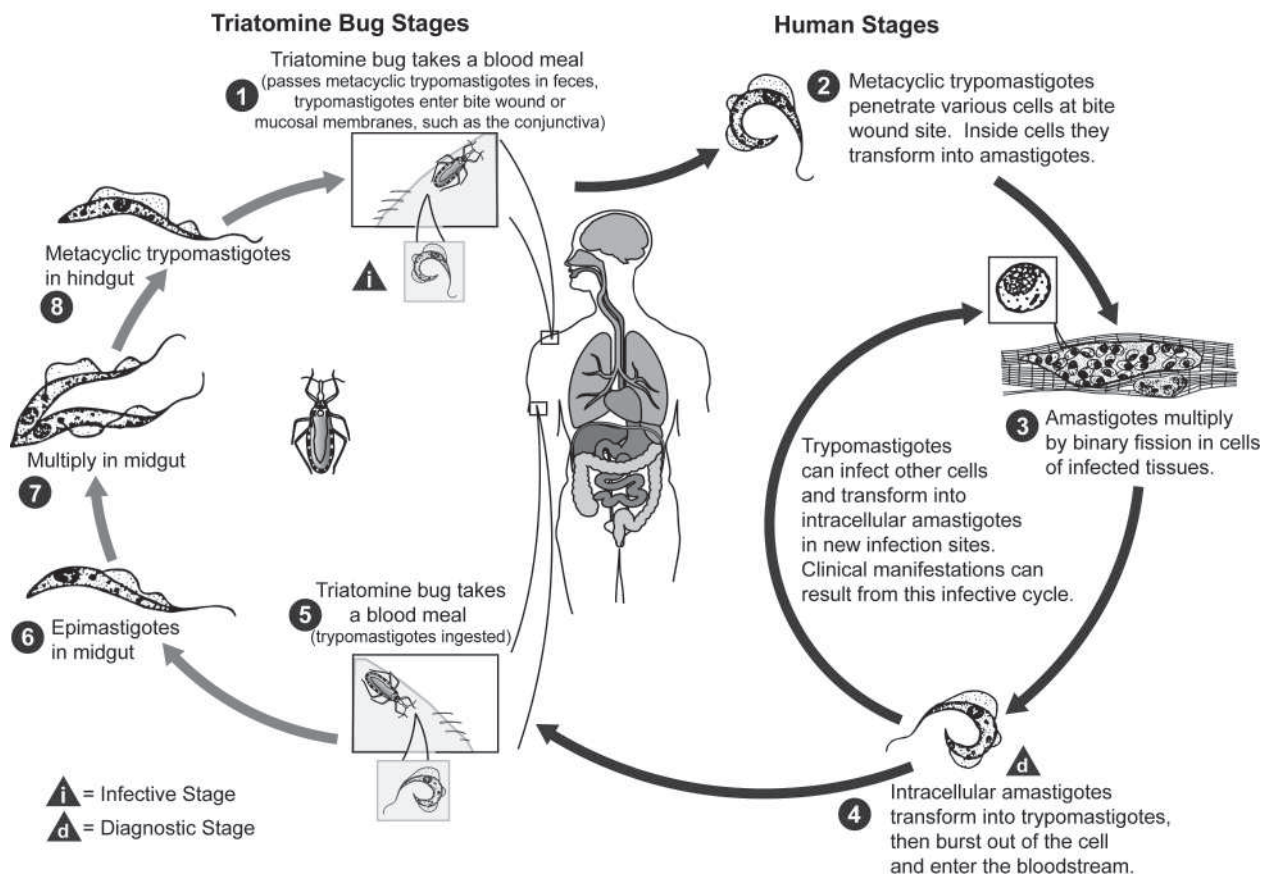 Triatomine Bug Stages
Human Stages
1
Triatomine bug takes a blood meal
(passes metacyclic trypomastigotes in feces,
trypomastigotes enter bite wound or
mucosal membranes, such as the conjunctiva)
i
2
Metacyclic trypomastigotes
penetrate various cells at bite
wound site. Inside cells they
transform into amastigotes.
3
Amastigotes multiply
by binary fission in cells
of infected tissues.
Trypomastigotes
can infect other cells
and transform into
intracellular amastigotes
in new infection sites.
Clinical manifestations can
result from this infective cycle.
d
4
Intracellular amastigotes
transform into trypomastigotes,
then burst out of the cell
and enter the bloodstream.
5
Triatomine bug takes
a blood meal
(trypomastigotes ingested)
6
Epimastigotes
in midgut
Multiply in midgut
7
Metacyclic trypomastigotes
in hindgut
8
i = Infective Stage
d = Diagnostic Stage